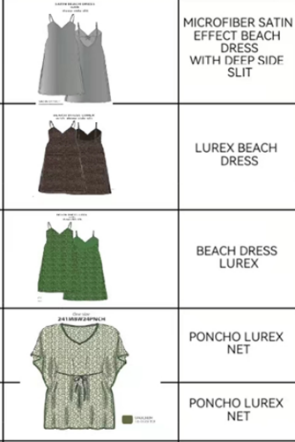 MICROFIBER SATIN
EFFECT BEACH
DRESS
WITH DEEP SIDE
SLIT
LUREX BEACH
DRESS
BEACH DRESS
LUREX
PONCHO LUREX
NET
PONCHO LUREX
NET